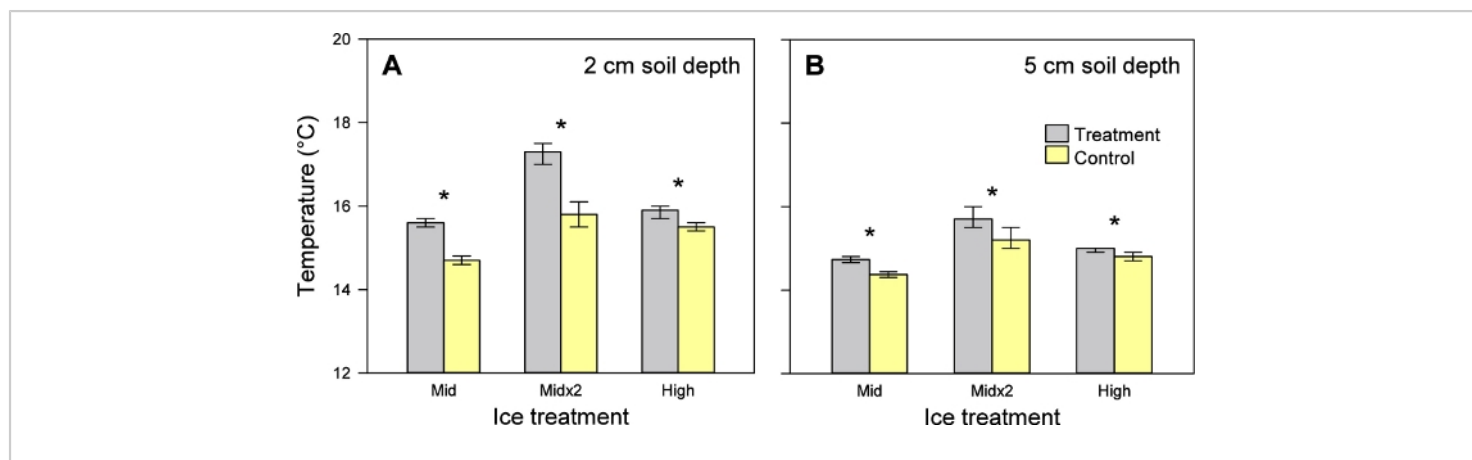 20
18
16
14
12
Temperature (°C)
A
2 cm soil depth
*
*
*
Mid
Midx2
High
Ice treatment
B
5 cm soil depth
Treatment
Control
*
*
*
Mid
Midx2
High
Ice treatment